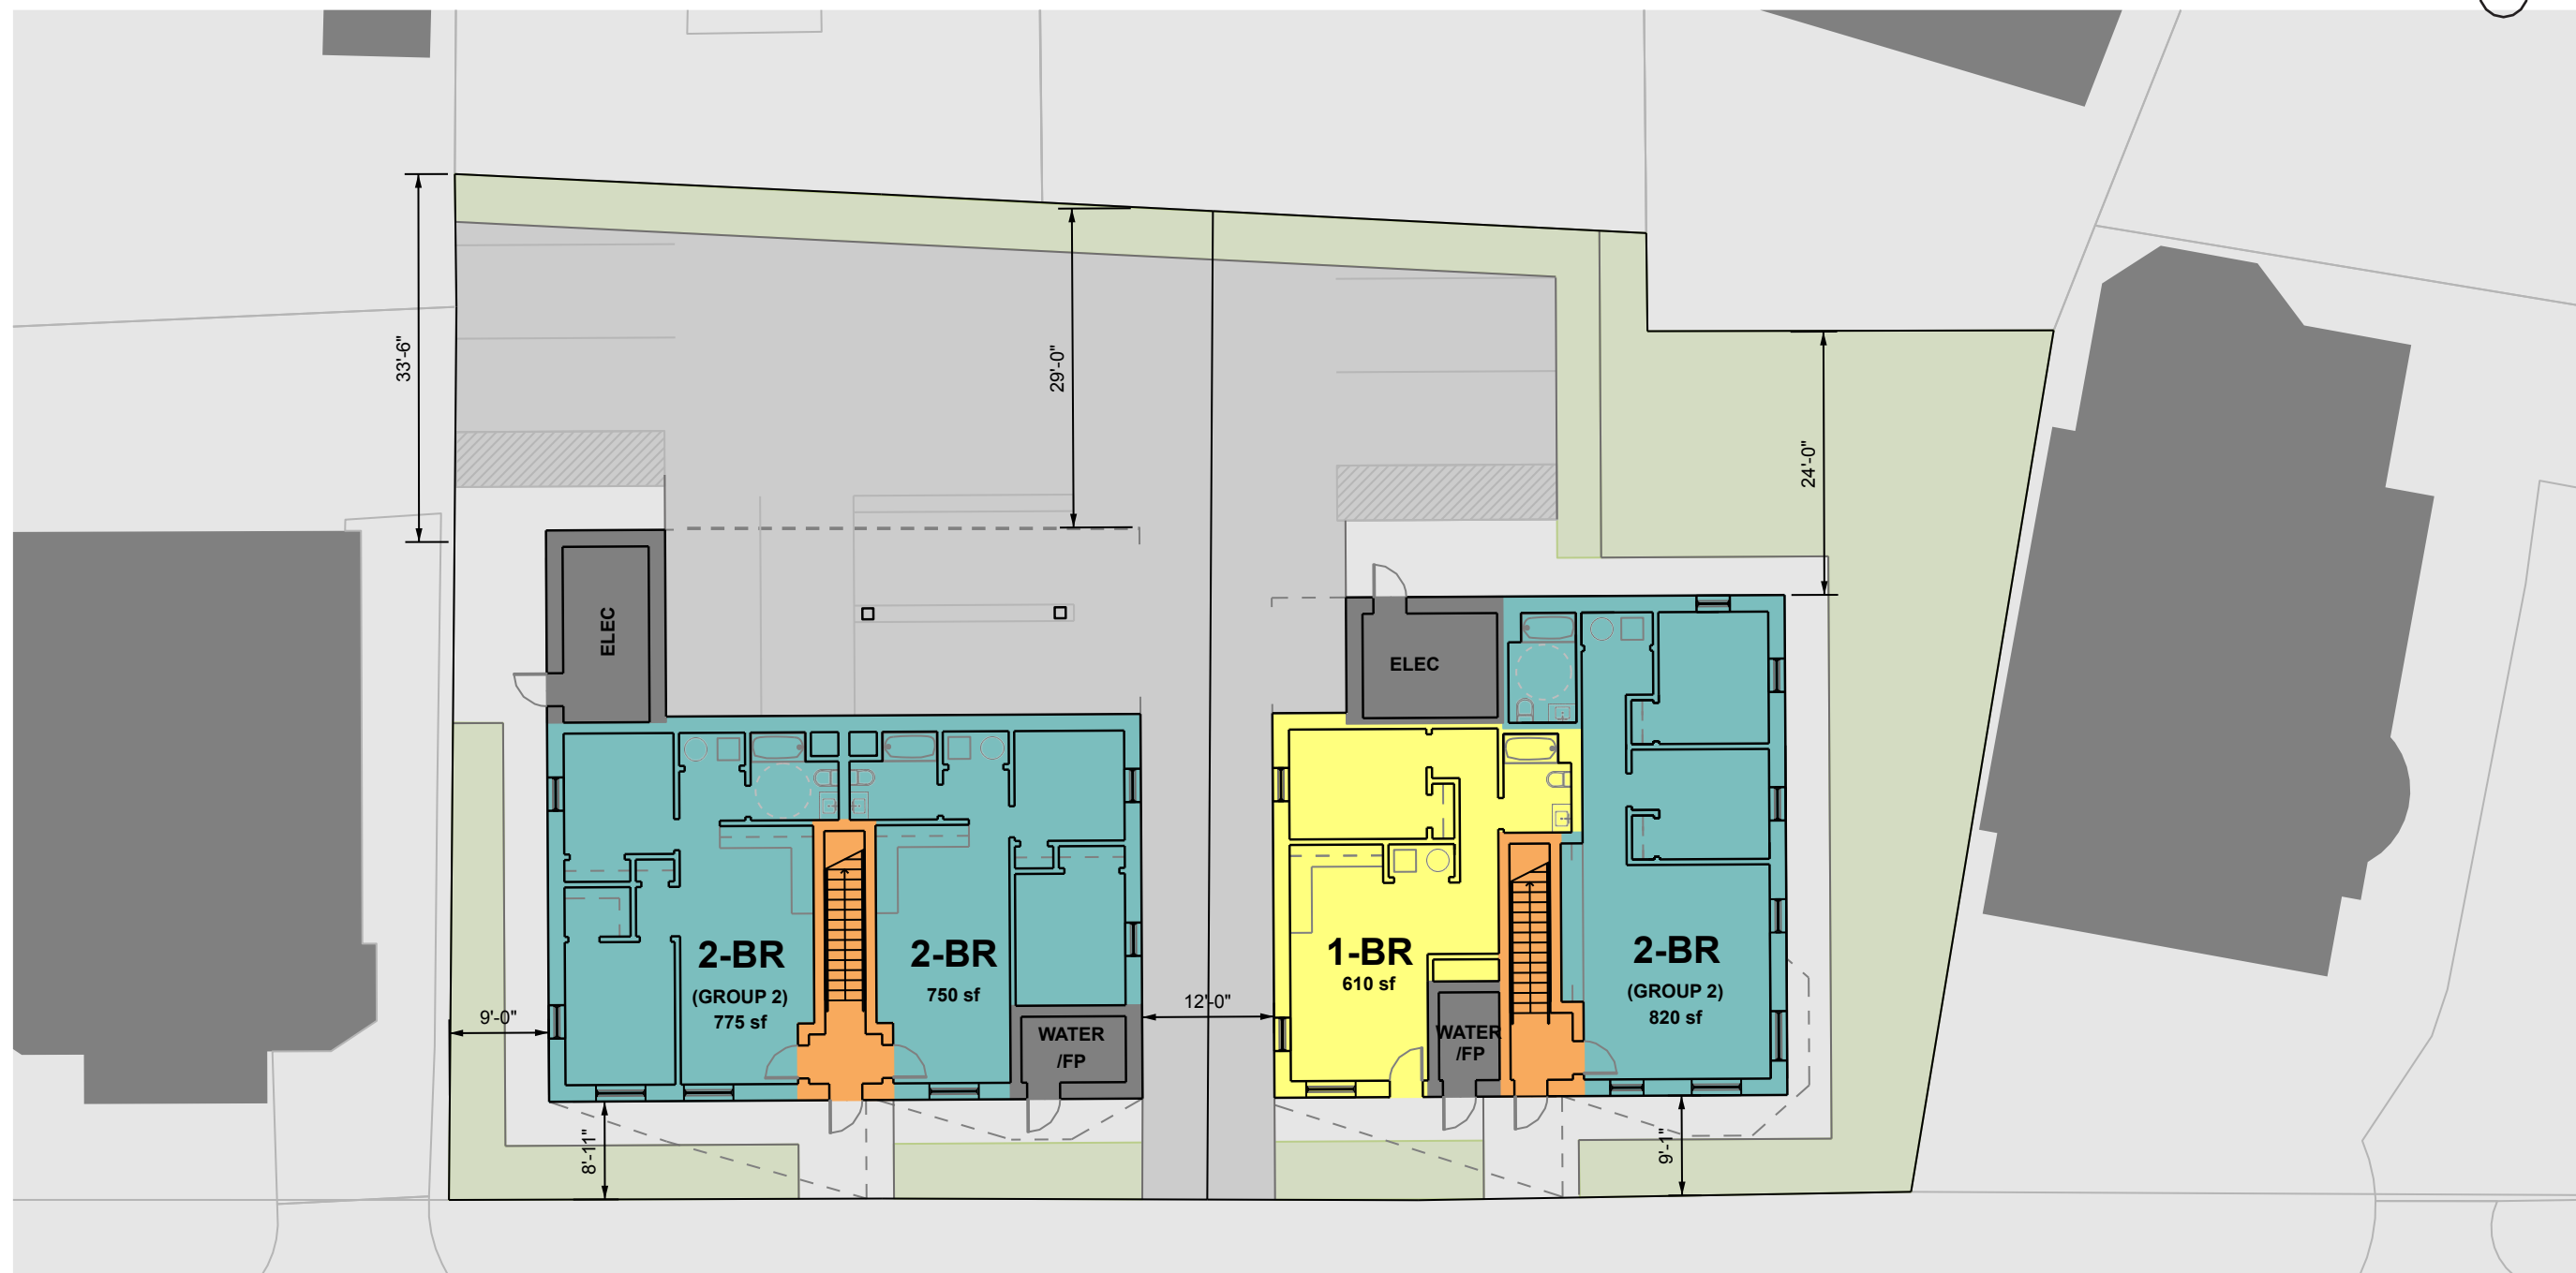 33'-6"
29'-0"
24'-0"
ELEC
ELEC
2-BR
(GROUP 2)
775 sf
2-BR
750 sf
WATER
/FP
1-BR
610 sf
WATER
/FP
2-BR
(GROUP 2)
820 sf
9'-0"
12'-0"
8'-1"
9'-1"